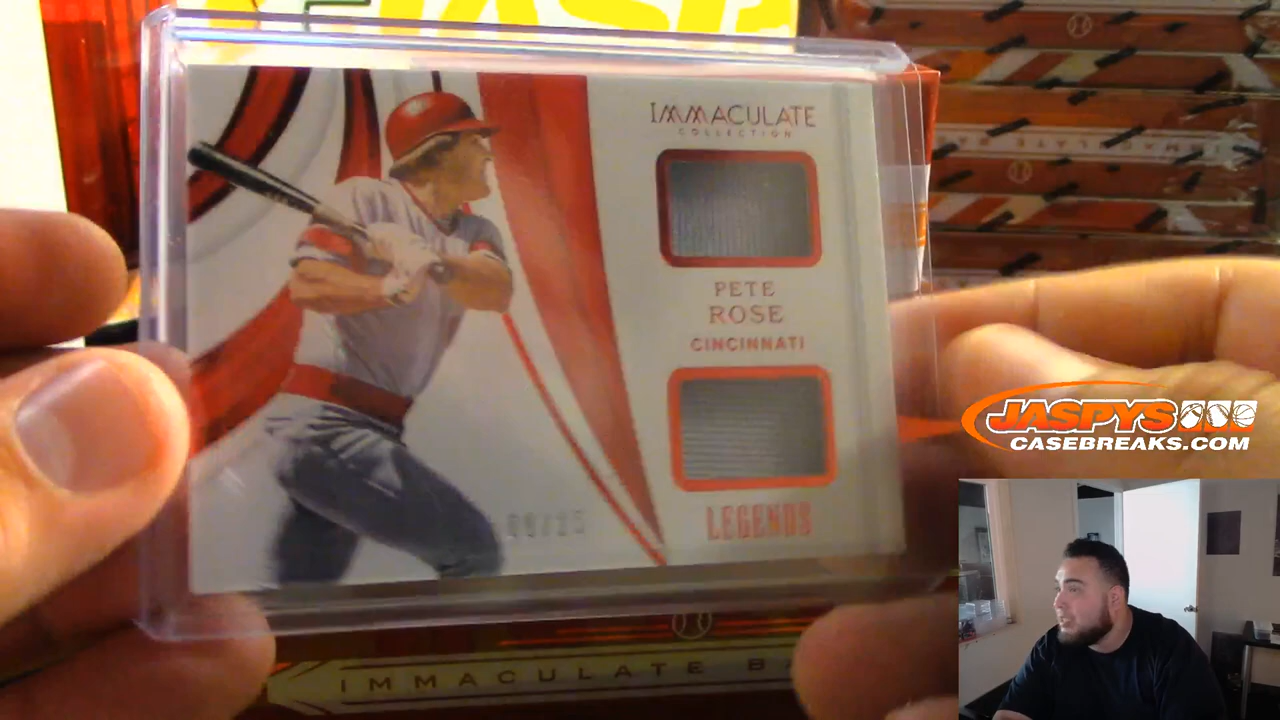 IMMACULATE
COLLECTION
PETE
ROSE
CINCINNATI
LEGENDS
JASPYS
CASEBREAKS.COM
IMMACULATE